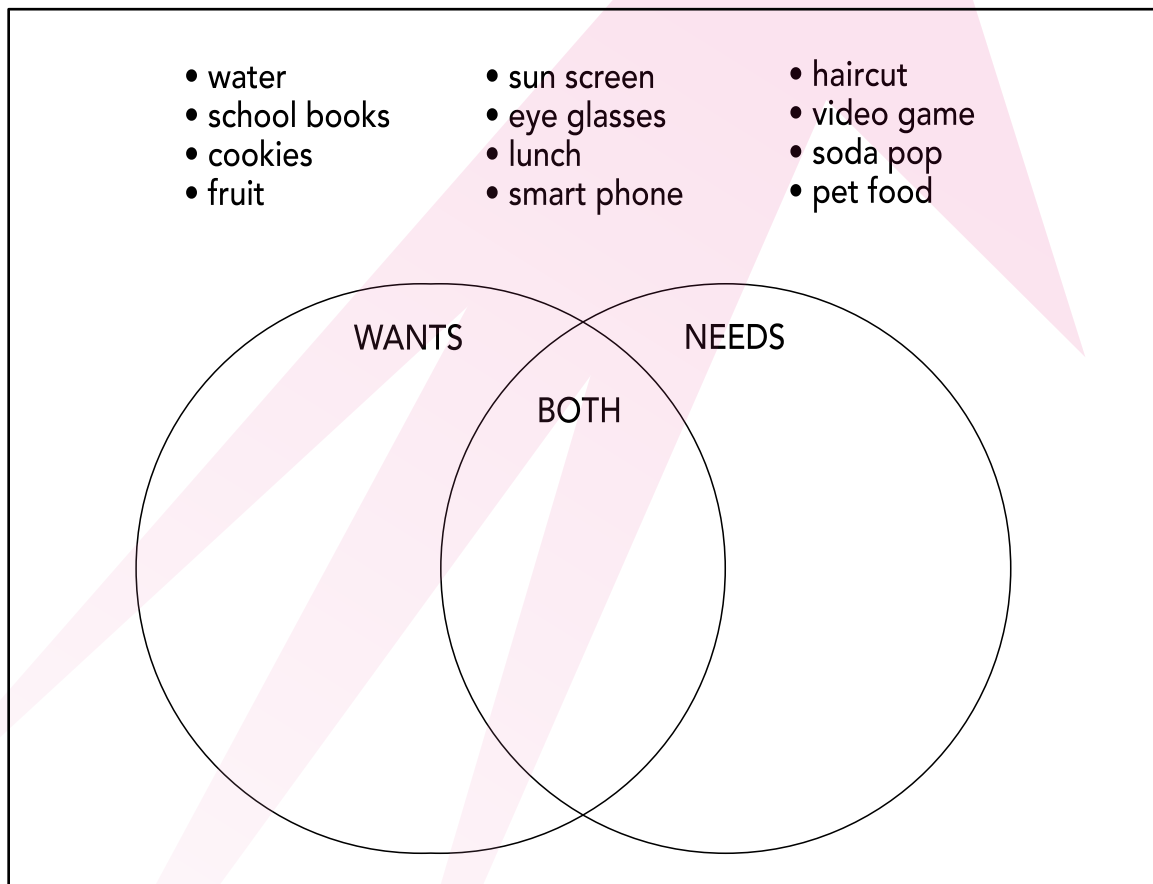 • water
• school books
• cookies
• fruit
• sun screen
• eye glasses
• lunch
• smart phone
• haircut
• video game
• soda pop
• pet food
WANTS
NEEDS
BOTH